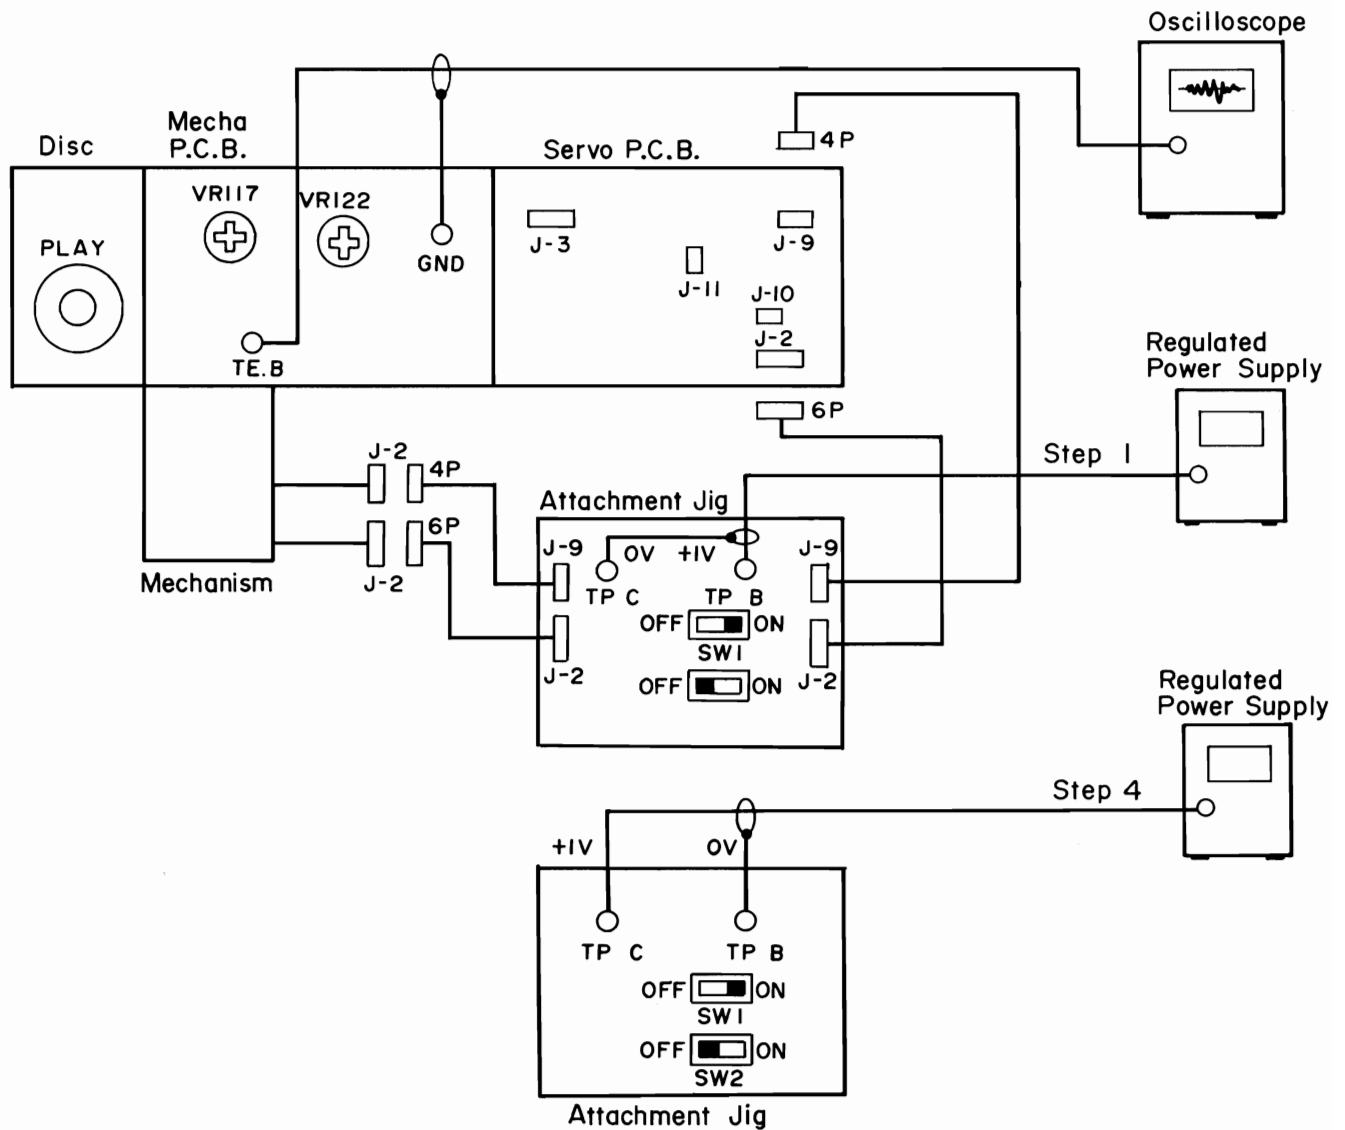 Oscilloscope
Mecha
P.C.B.
Disc
Servo P.C.B.
4P
VR117
VR122
PLAY
GND
J-3
J-9
J-11
J-10
J-2
TE.B
6P
Regulated
Power Supply
Step 1
J-2
4P
6P
J-2
Mechanism
Attachment Jig
0V
+1V
J-9
J-9
TP C
TP B
OFF
ON
SW1
J-2
J-2
OFF
ON
Regulated
Power Supply
Step 4
+1V
0V
TP C
TP B
OFF
ON
SW1
OFF
ON
SW2
Attachment Jig